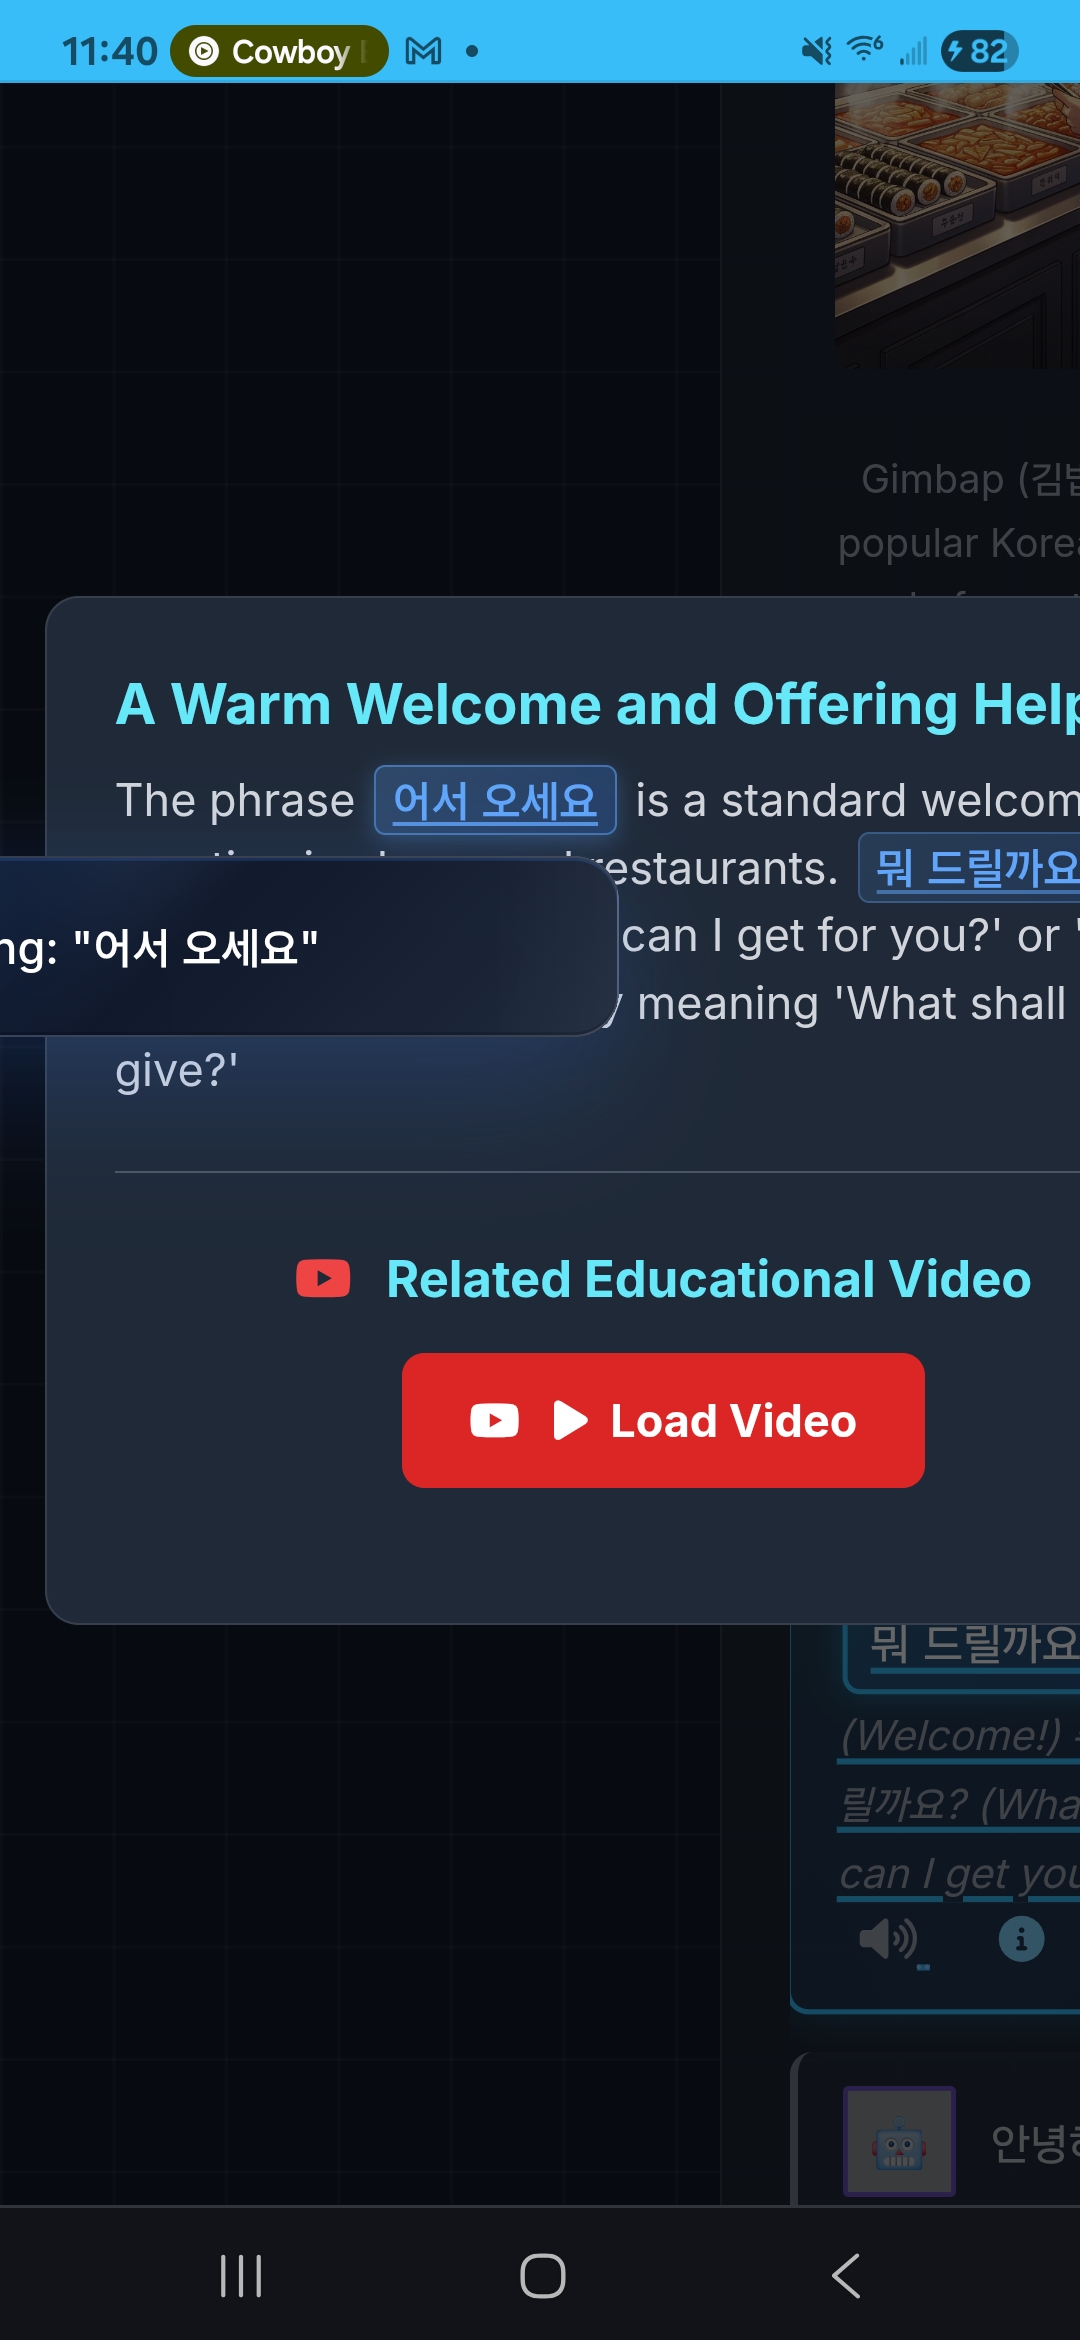 11:40 Cowboy 82
Gimbap (김밥
popular Korea
A Warm Welcome and Offering Help
The phrase 어서 오세요 is a standard welcom
restaurants. 뭐 드릴까요
ng: "어서 오세요"
can I get for you?' or '
meaning 'What shall
give?'
Related Educational Video
Load Video
뭐 드릴까요
(Welcome!)
릴까요? (Wha
can I get you
안녕하